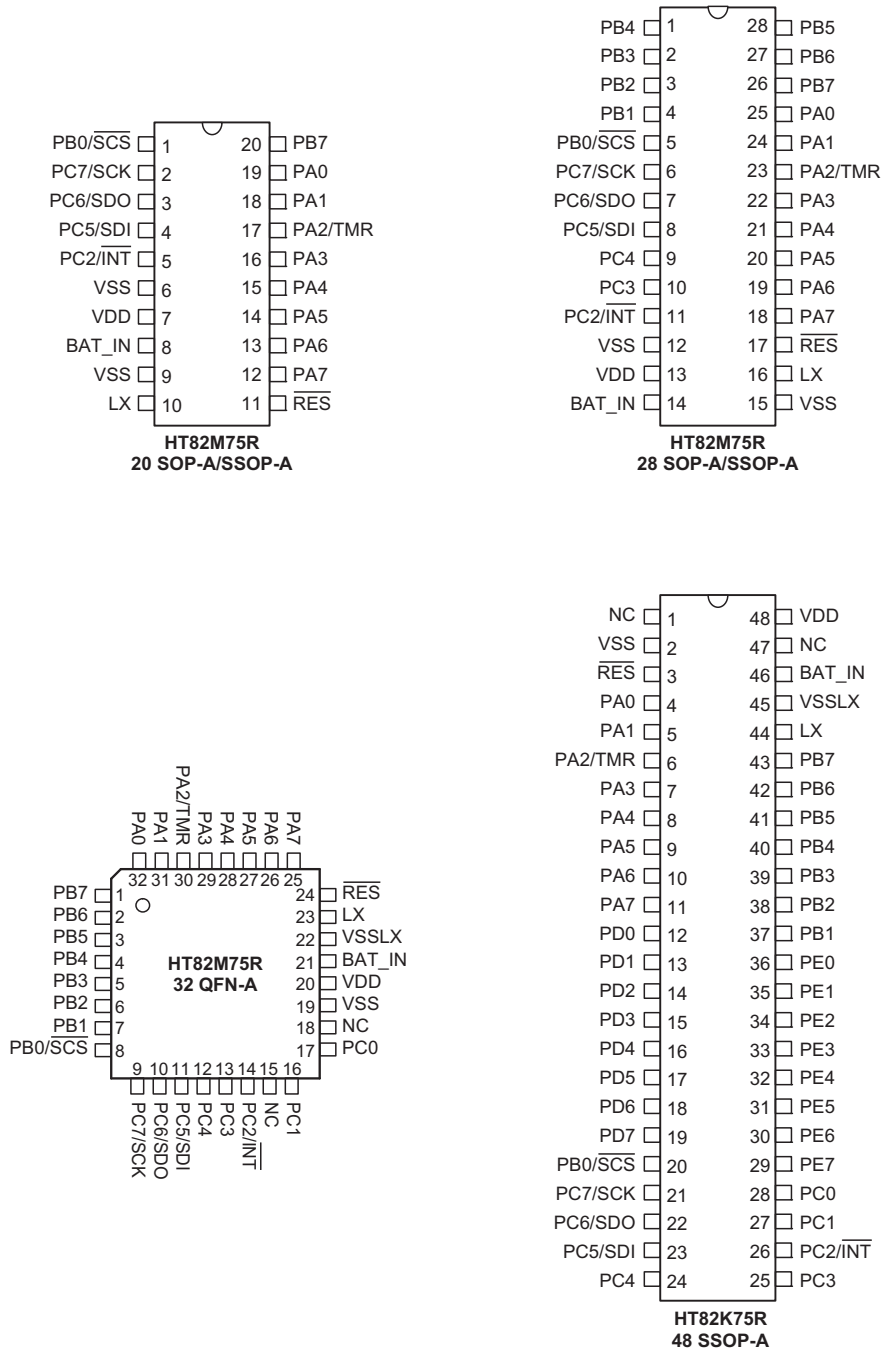 PB0/SCS 1 20 PB7
PC7/SCK 2 19 PA0
PC6/SDO 3 18 PA1
PC5/SDI 4 17 PA2/TMR
PC2/INT 5 16 PA3
VSS 6 15 PA4
VDD 7 14 PA5
BAT_IN 8 13 PA6
VSS 9 12 PA7
LX 10 11 RES
HT82M75R
20 SOP-A/SSOP-A
PB4 1 28 PB5
PB3 2 27 PB6
PB2 3 26 PB7
PB1 4 25 PA0
PB0/SCS 5 24 PA1
PC7/SCK 6 23 PA2/TMR
PC6/SDO 7 22 PA3
PC5/SDI 8 21 PA4
PC4 9 20 PA5
PC3 10 19 PA6
PC2/INT 11 18 PA7
VSS 12 17 RES
VDD 13 16 LX
BAT_IN 14 15 VSS
HT82M75R
28 SOP-A/SSOP-A
PA0 PA1 PA2/TMR PA3 PA4 PA5 PA6 PA7
32 31 30 29 28 27 26 25
PB7 1 24 RES
PB6 2 23 LX
PB5 3 22 VSSLX
PB4 4 21 BAT_IN
PB3 5 20 VDD
PB2 6 19 VSS
PB1 7 18 NC
PB0/SCS 8 17 PC0
HT82M75R
32 QFN-A
9 10 11 12 13 14 15 16
PC7/SCK PC6/SDO PC5/SDI PC4 PC3 PC2/INT NC PC1
NC 1 48 VDD
VSS 2 47 NC
RES 3 46 BAT_IN
PA0 4 45 VSSLX
PA1 5 44 LX
PA2/TMR 6 43 PB7
PA3 7 42 PB6
PA4 8 41 PB5
PA5 9 40 PB4
PA6 10 39 PB3
PA7 11 38 PB2
PD0 12 37 PB1
PD1 13 36 PE0
PD2 14 35 PE1
PD3 15 34 PE2
PD4 16 33 PE3
PD5 17 32 PE4
PD6 18 31 PE5
PD7 19 30 PE6
PB0/SCS 20 29 PE7
PC7/SCK 21 28 PC0
PC6/SDO 22 27 PC1
PC5/SDI 23 26 PC2/INT
PC4 24 25 PC3
HT82K75R
48 SSOP-A